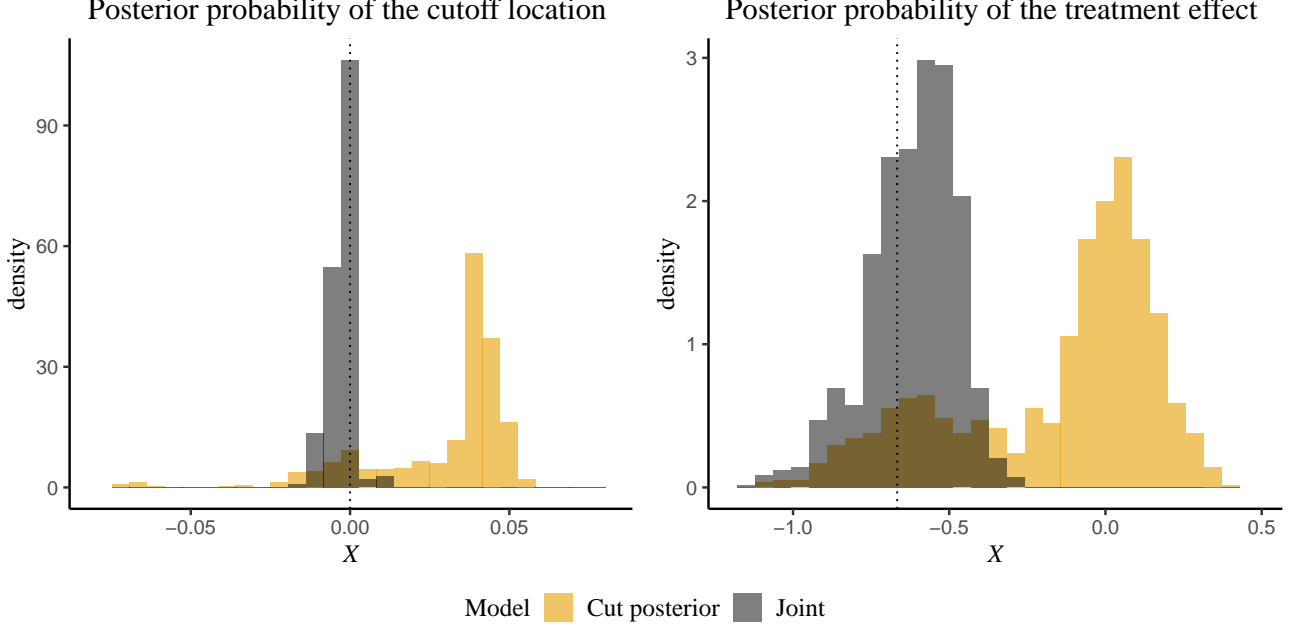 Posterior probability of the cutoff location
density
90
60
30
0
−0.05
0.00
0.05
X
Posterior probability of the treatment effect
density
3
2
1
0
−1.0
−0.5
0.0
0.5
X
Model Cut posterior Joint